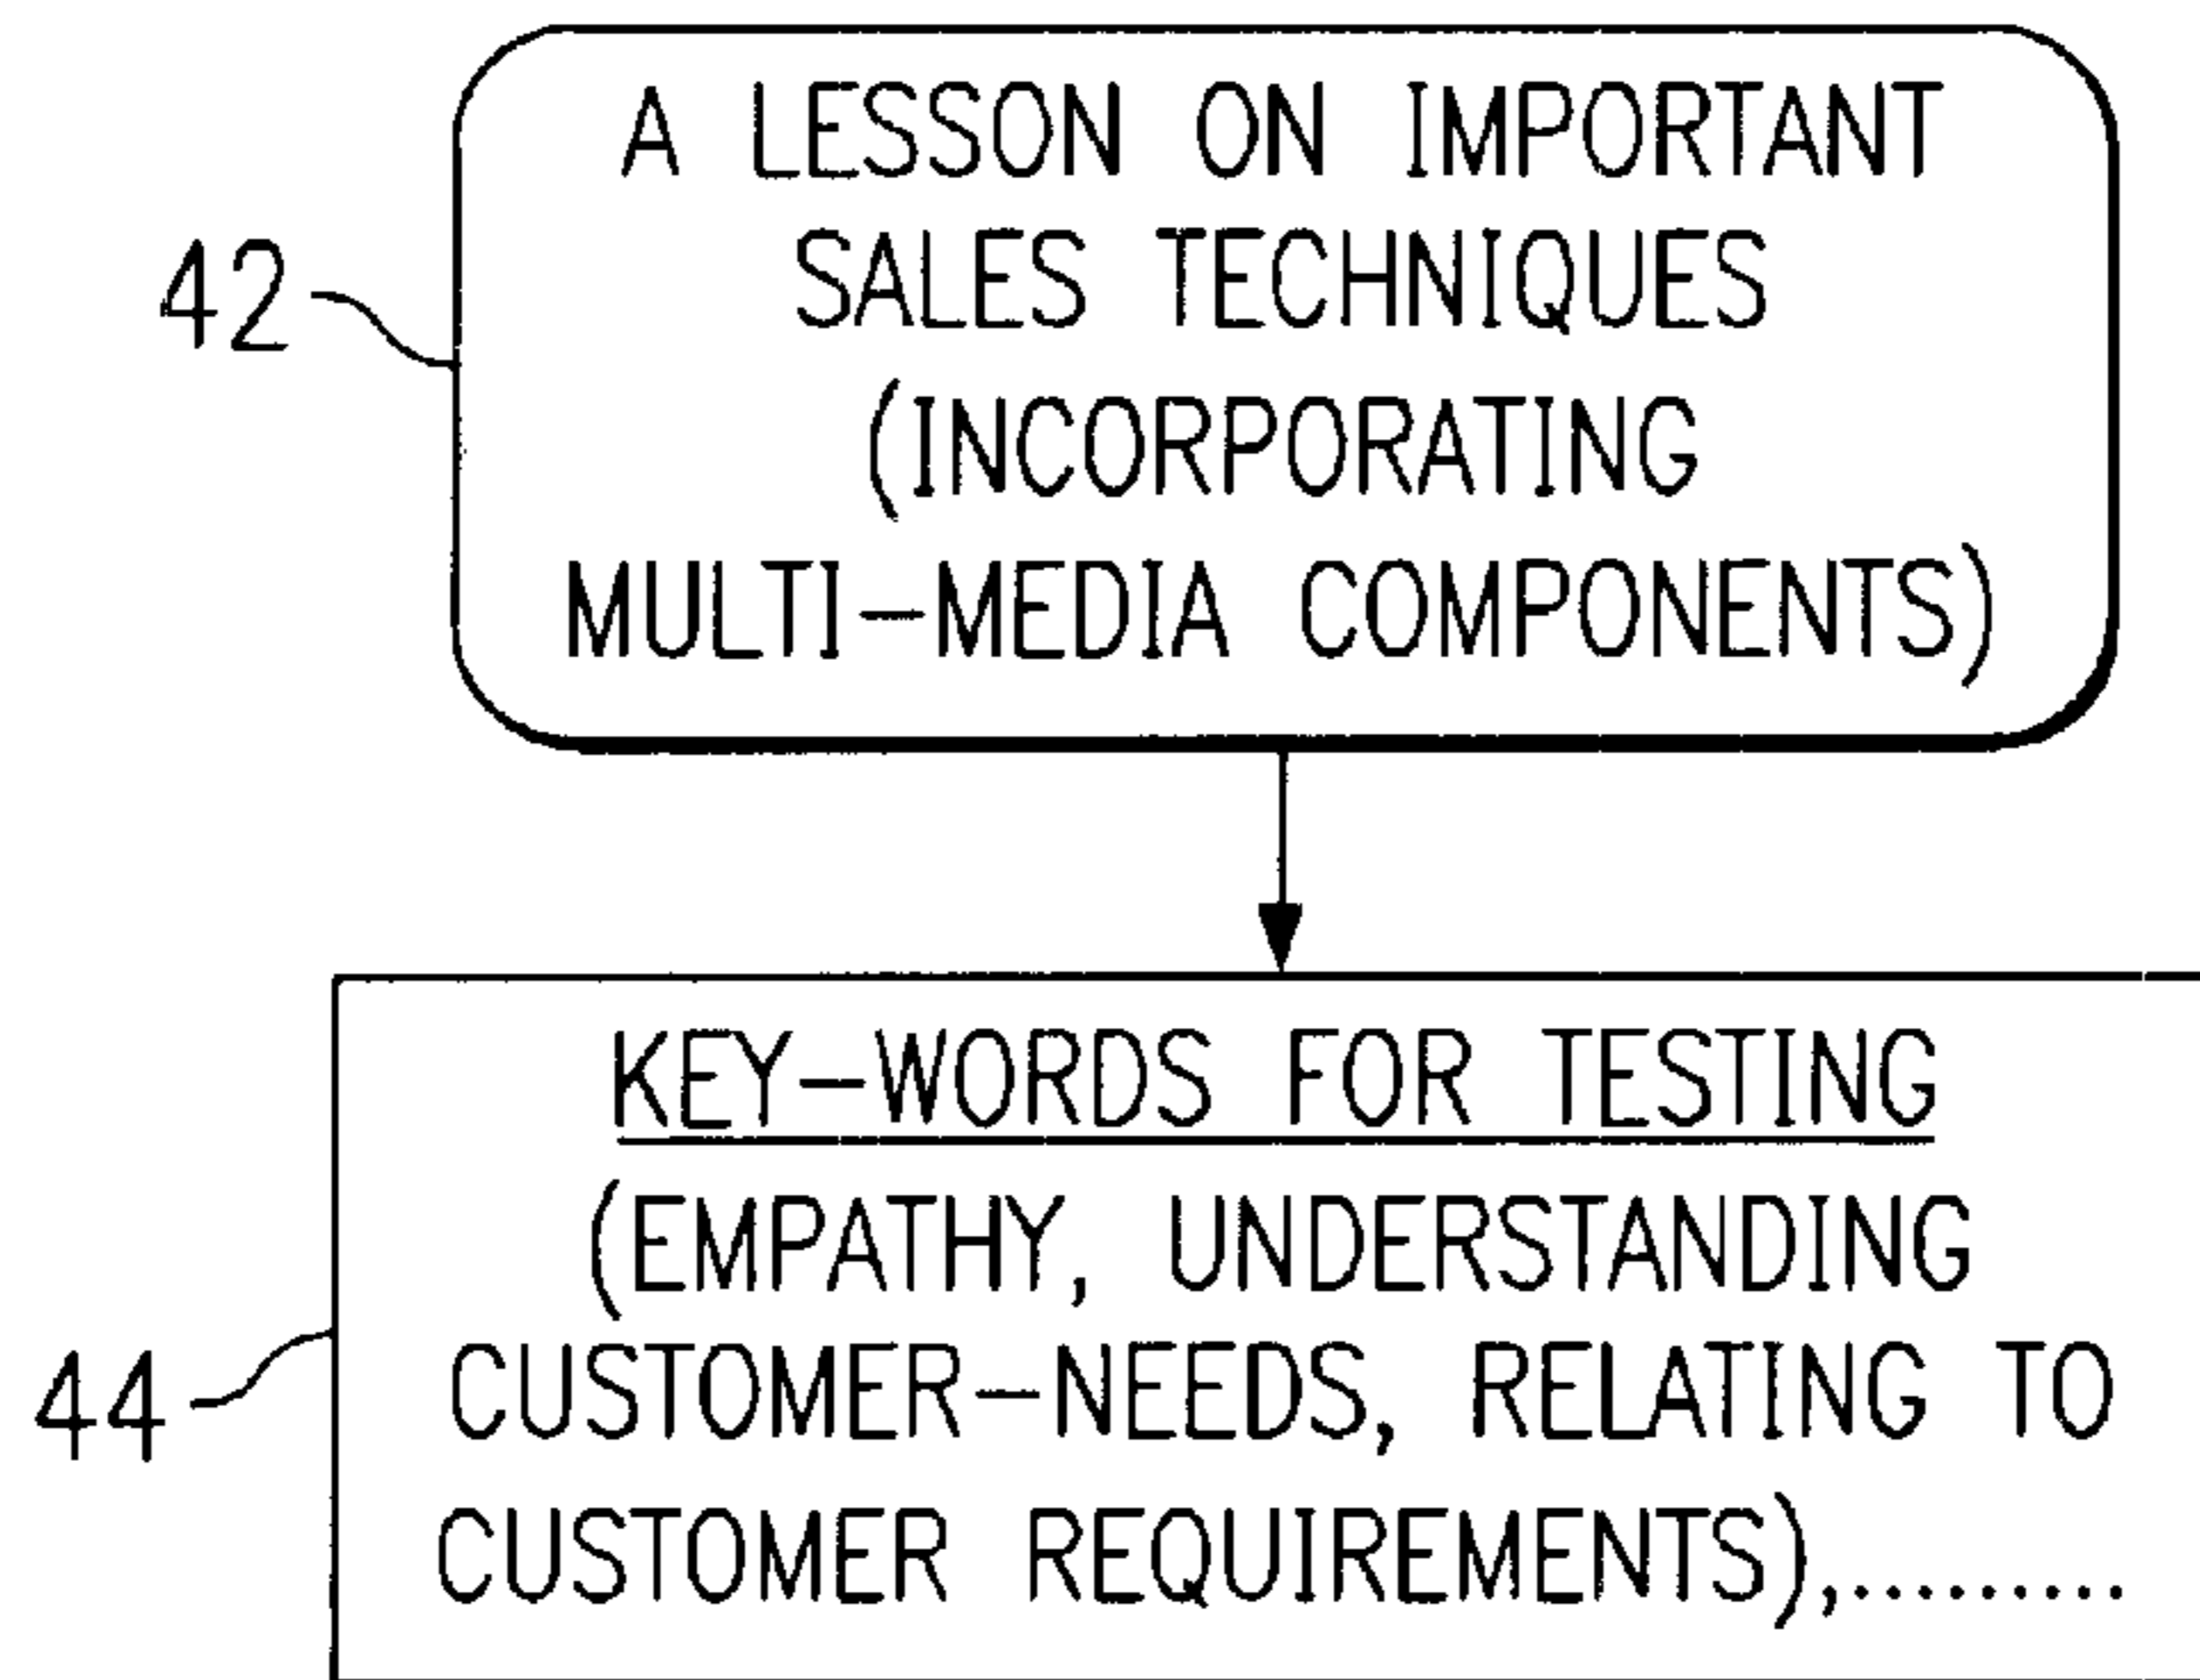 A LESSON ON IMPORTANT
SALES TECHNIQUES
(INCORPORATING
MULTI-MEDIA COMPONENTS)
42
KEY-WORDS FOR TESTING
(EMPATHY, UNDERSTANDING
CUSTOMER-NEEDS, RELATING TO
CUSTOMER REQUIREMENTS),.........
44